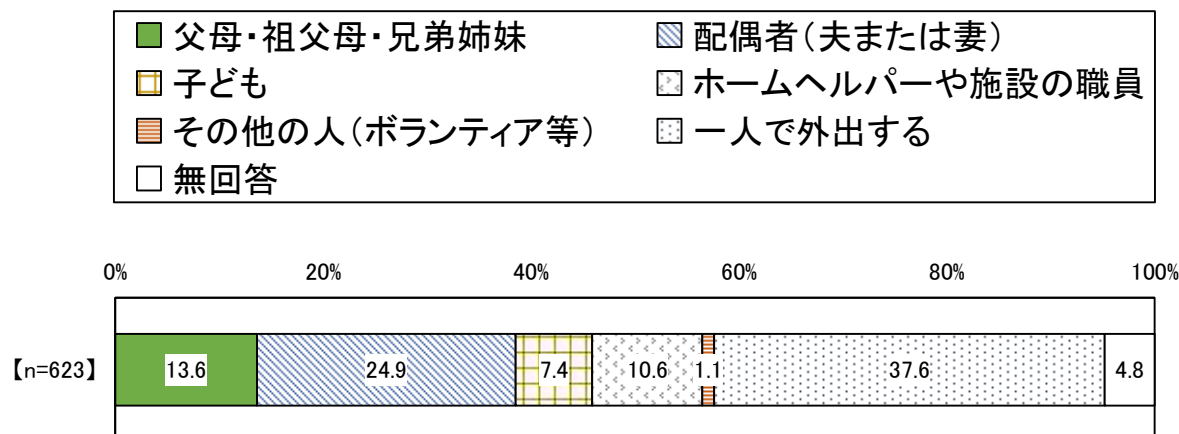 父母・祖父母・兄弟姉妹 配偶者(夫または妻)
子ども ホームヘルパーや施設の職員
その他の人(ボランティア等) 一人で外出する
無回答
0% 20% 40% 60% 80% 100%
【n=623】 13.6 24.9 7.4 10.6 1.1 37.6 4.8